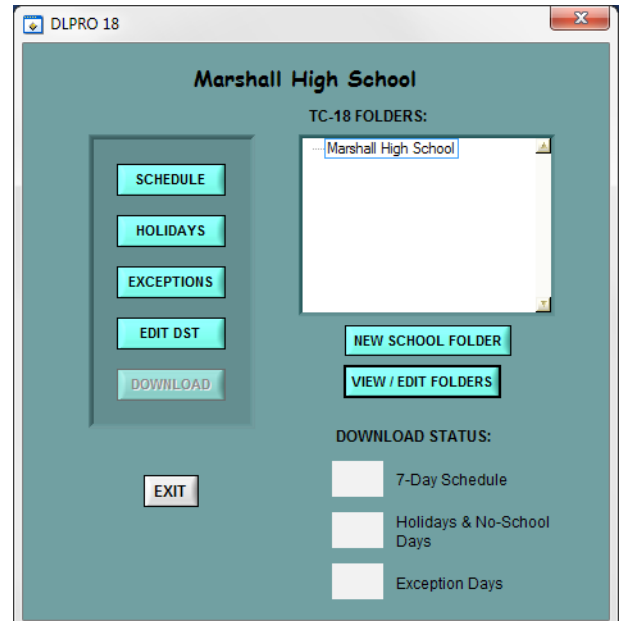 DLPRO 18
Marshall High School
TC-18 FOLDERS:
Marshall High School
SCHEDULE
HOLIDAYS
EXCEPTIONS
EDIT DST
DOWNLOAD
NEW SCHOOL FOLDER
VIEW / EDIT FOLDERS
DOWNLOAD STATUS:
EXIT
7-Day Schedule
Holidays & No-School
Days
Exception Days